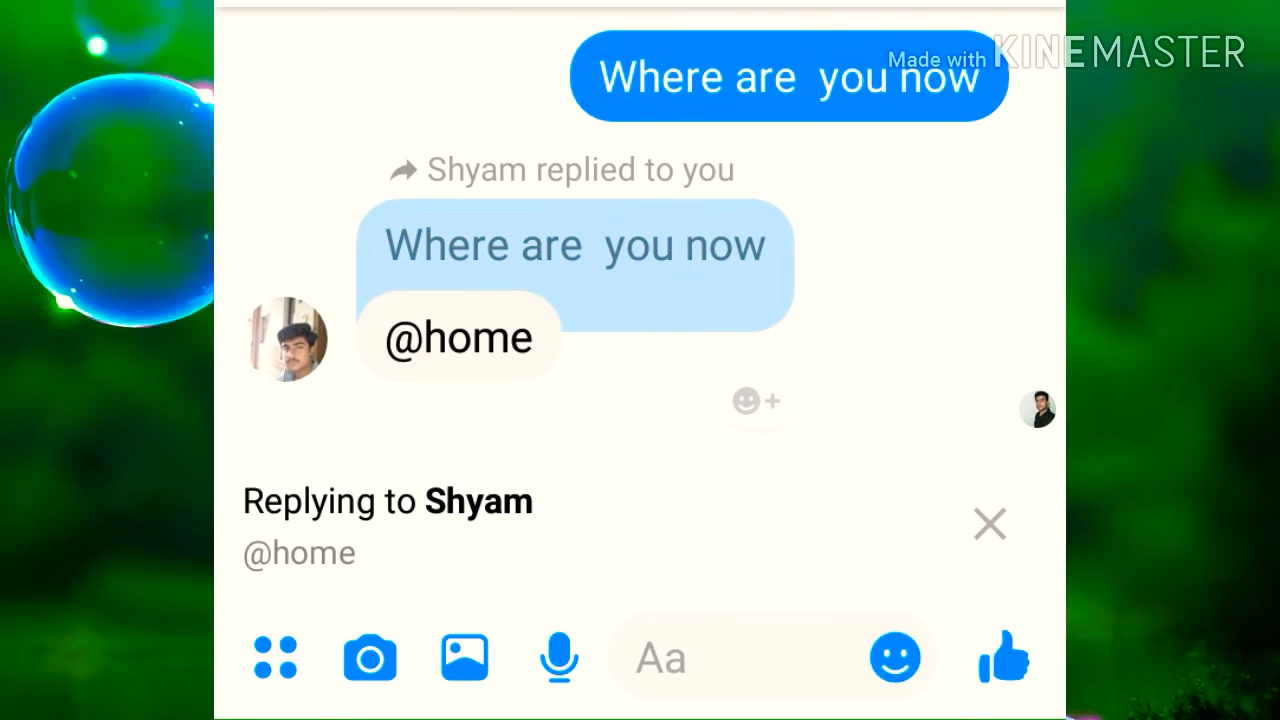 Made with KINEMASTER
Where are  you now
Shyam replied to you
Where are  you now
@home
Replying to Shyam
@home
Aa